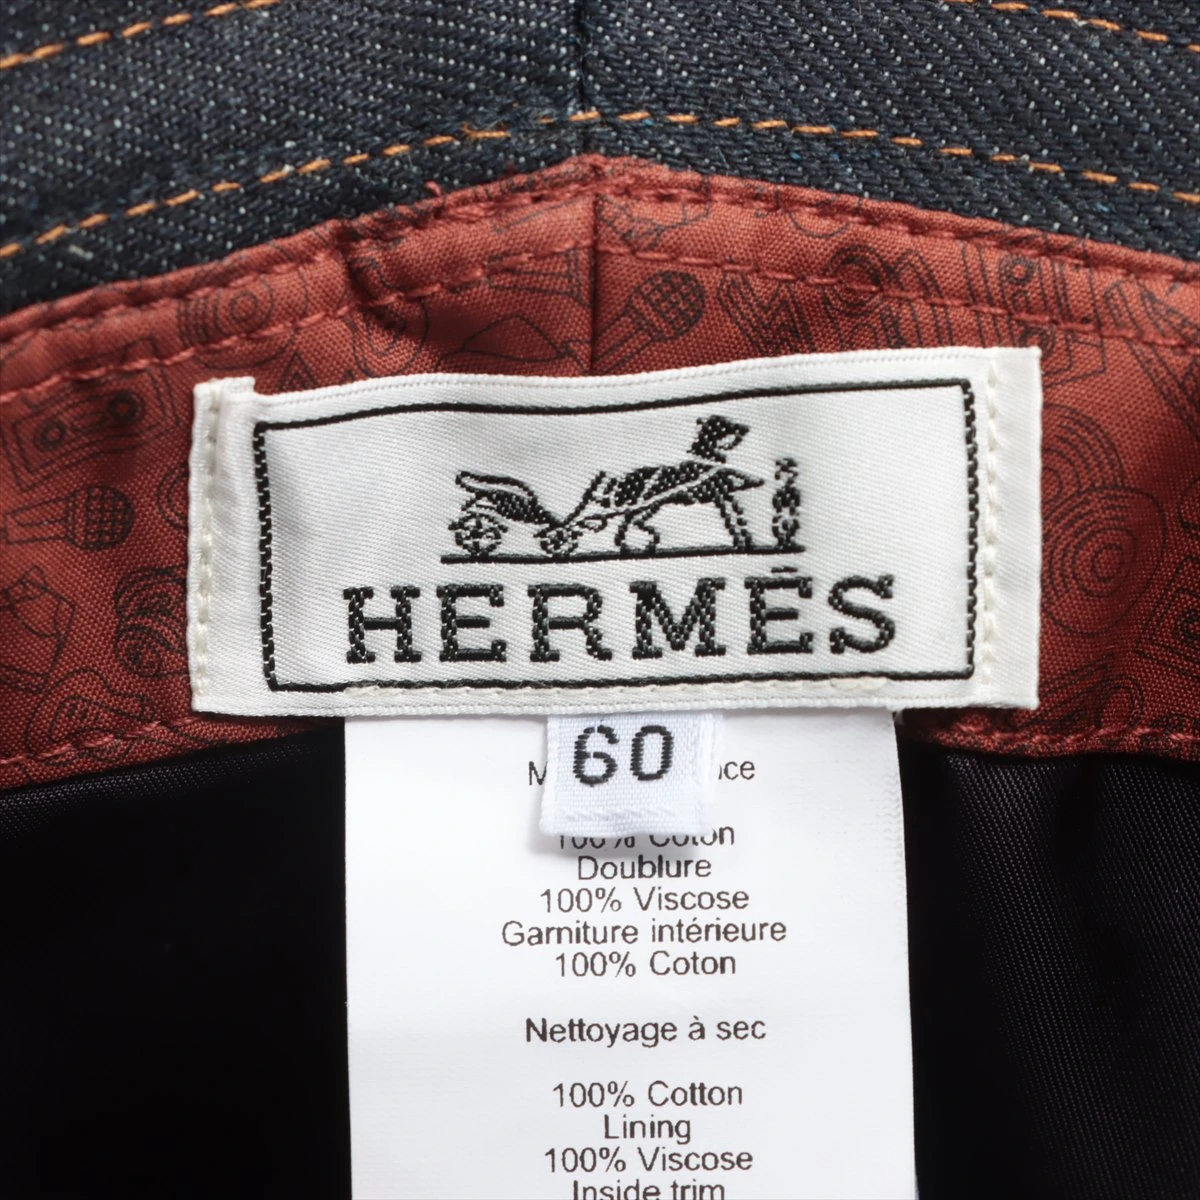 HERMÈS
60
100% Coton
Doublure
100% Viscose
Garniture intérieure
100% Coton
Nettoyage à sec
100% Cotton
Lining
100% Viscose
Inside trim